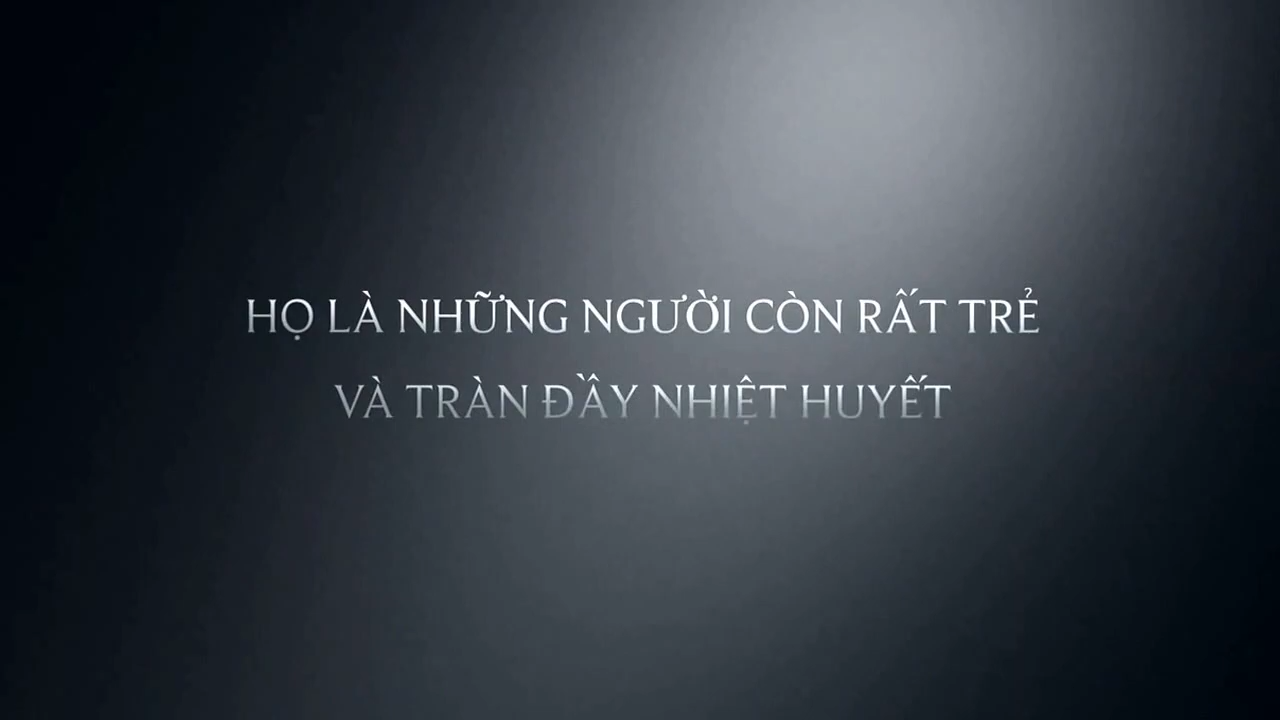 HỌ LÀ NHỮNG NGƯỜI CÒN RẤT TRẺ
VÀ TRÀN ĐẦY NHIỆT HUYẾT